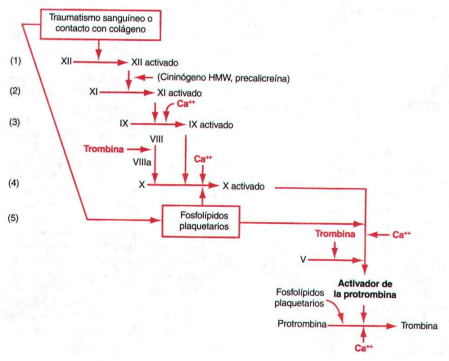 Traumatismo sanguíneo o
contacto con colágeno
(1)
XII
XII activado
(Cininógeno HMW, precalicreína)
(2)
XI
XI activado
Ca++
(3)
IX
IX activado
VIII
Trombina
VIIIa
Ca++
(4)
X
X activado
(5)
Fosfolípidos
plaquetarios
Trombina
Ca++
V
Activador de
la protrombina
Fosfolípidos
plaquetarios
Protrombina
Trombina
Ca++